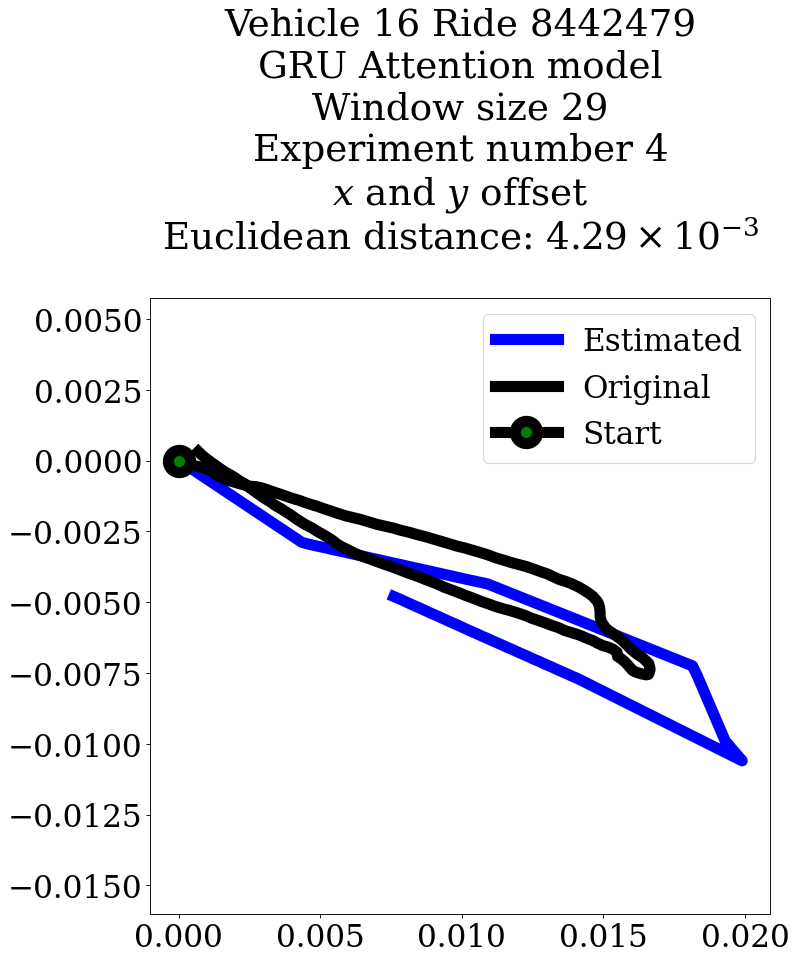 Vehicle 16 Ride 8442479
GRU Attention model
Window size 29
Experiment number 4
x and y offset
Euclidean distance: 4.29 × 10⁻³
Estimated
Original
Start
0.0050
0.0025
0.0000
−0.0025
−0.0050
−0.0075
−0.0100
−0.0125
−0.0150
0.000 0.005 0.010 0.015 0.020